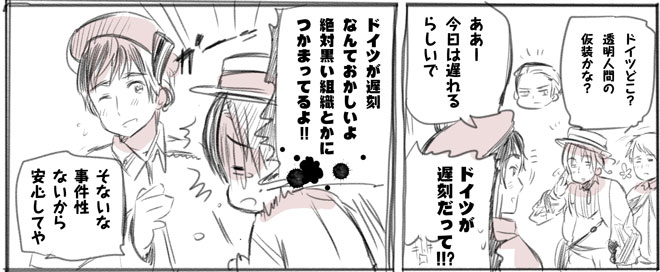 ドイツどこ？
透明人間の
仮装かな？
ああー
今日は遅れる
らしいで
ドイツが
遅刻だって!!?
ドイツが遅刻
なんておかしいよ
絶対黒い組織とかに
つかまってるよ!!
ガーン
そないな
事件性
ないから
安心してや